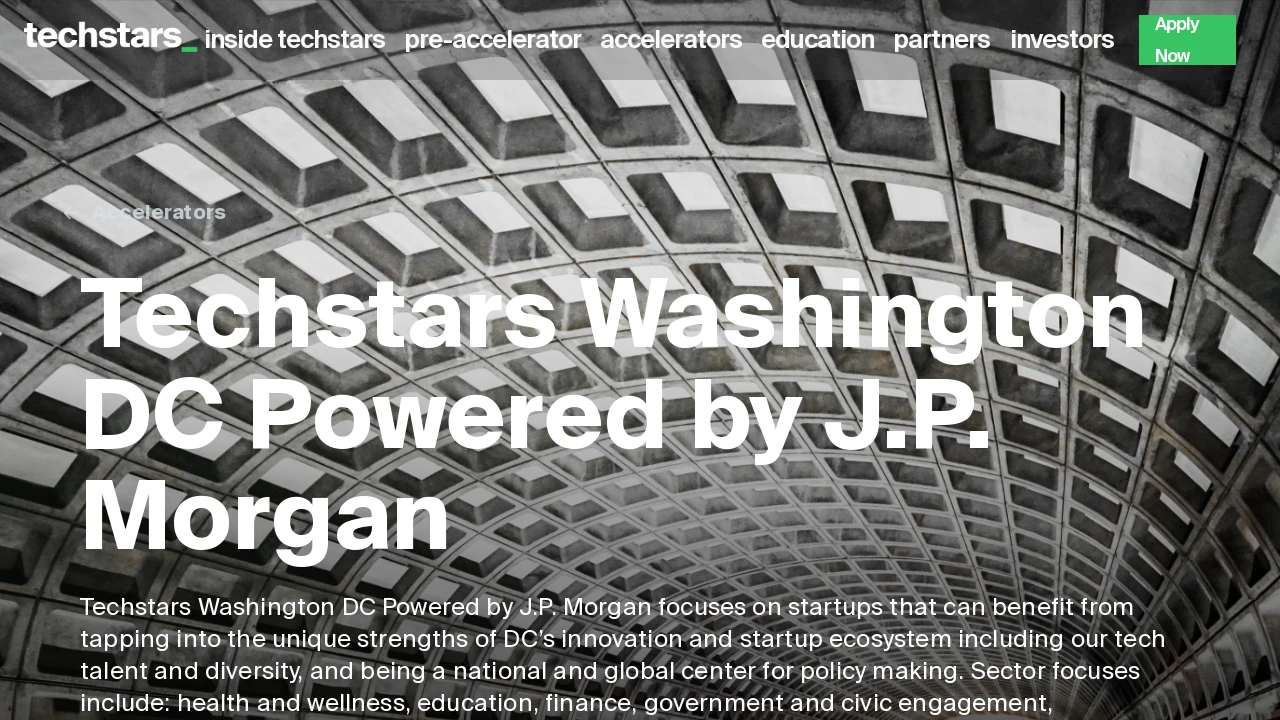 techstars_
inside techstars
pre-accelerator
accelerators
education
partners
investors
Apply
Now
← Accelerators
Techstars Washington
DC Powered by J.P.
Morgan
Techstars Washington DC Powered by J.P. Morgan focuses on startups that can benefit from
tapping into the unique strengths of DC’s innovation and startup ecosystem including our tech
talent and diversity, and being a national and global center for policy making. Sector focuses
include: health and wellness, education, finance, government and civic engagement,